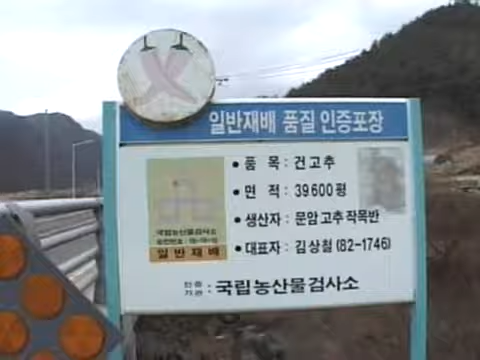 일반재배 품질 인증포장
• 품 목 : 건고추
• 면 적 : 39600평
• 생산자 : 문암 고추작목반
• 대표자 : 김상철 (82-1746)
국립농산물검사소
일반재배
인증기관 : 국립농산물검사소